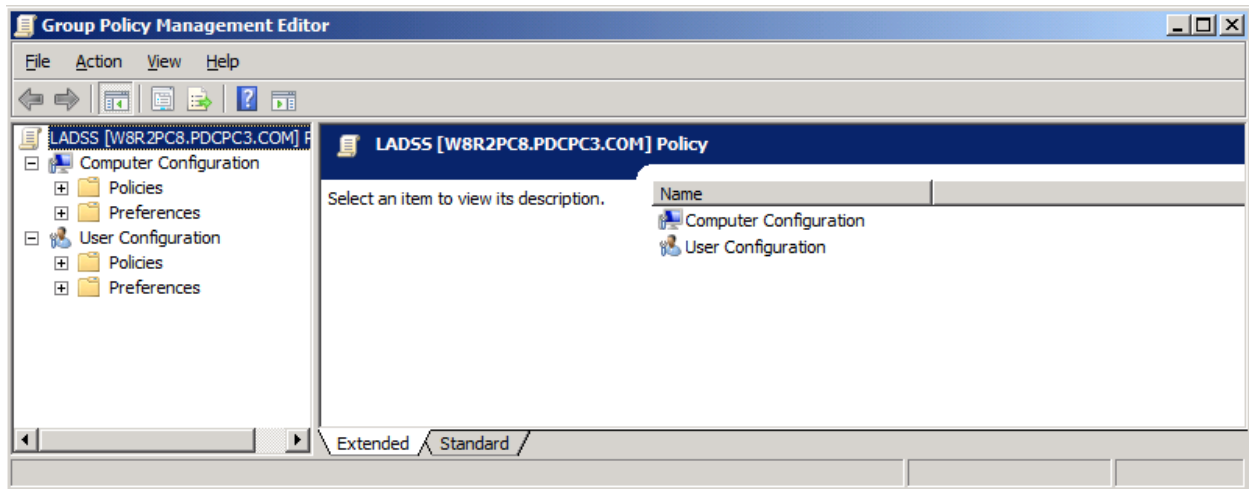 Group Policy Management Editor
File Action View Help
LADSS [W8R2PC8.PDCPC3.COM] P
Computer Configuration
Policies
Preferences
User Configuration
Policies
Preferences
LADSS [W8R2PC8.PDCPC3.COM] Policy
Select an item to view its description.
Name
Computer Configuration
User Configuration
Extended Standard